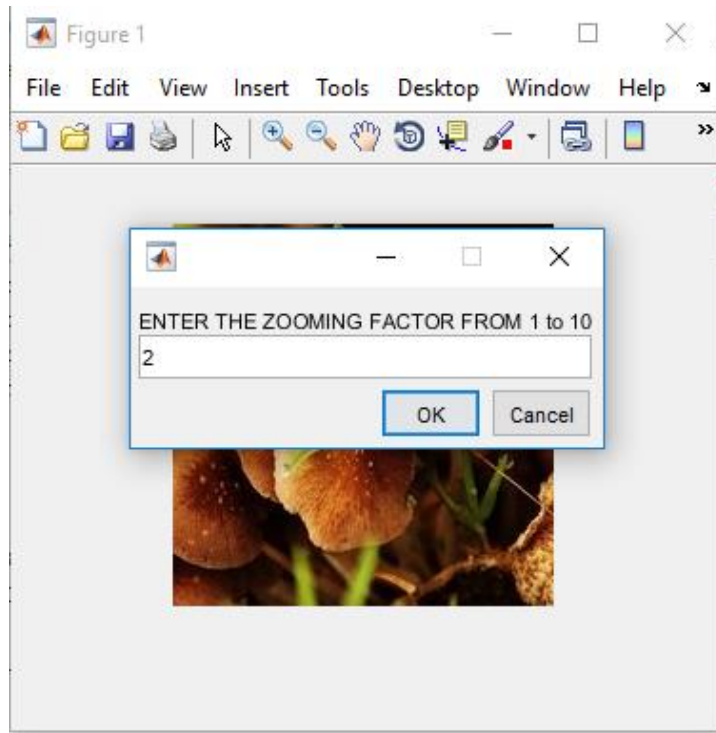 Figure 1
File Edit View Insert Tools Desktop Window Help
ENTER THE ZOOMING FACTOR FROM 1 to 10
2
OK Cancel